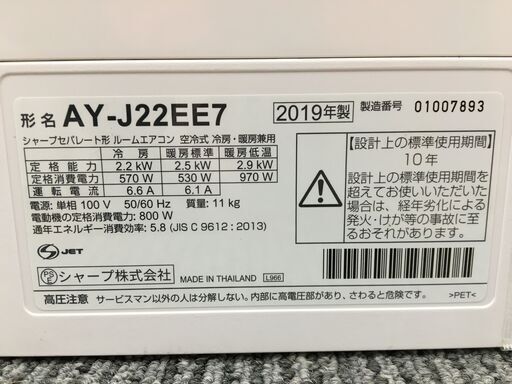 形名 AY-J22EE7 2019年製 製造番号 01007893
シャープセパレート形 ルームエアコン 空冷式 冷房・暖房兼用
冷房 暖房標準 暖房低温
定格能力 2.2 kW 2.5 kW 2.9 kW
定格消費電力 570 W 530 W 970 W
運転電流 6.6 A 6.1 A
電源: 単相 100 V 50/60 Hz 質量: 11 kg
電動機の定格消費電力: 800 W
通年エネルギー消費効率: 5.8 (JIS C 9612 : 2013)
JET
PSE シャープ株式会社 MADE IN THAILAND L966
【設計上の標準使用期間】
10 年
設計上の標準使用期間を
超えてお使いいただいた
場合は、経年劣化による
発火・けが等の事故に至
るおそれがあります。
高圧注意 サービスマン以外の人は分解しない。内部に高電圧部があり、さわると危険です。 >PET<